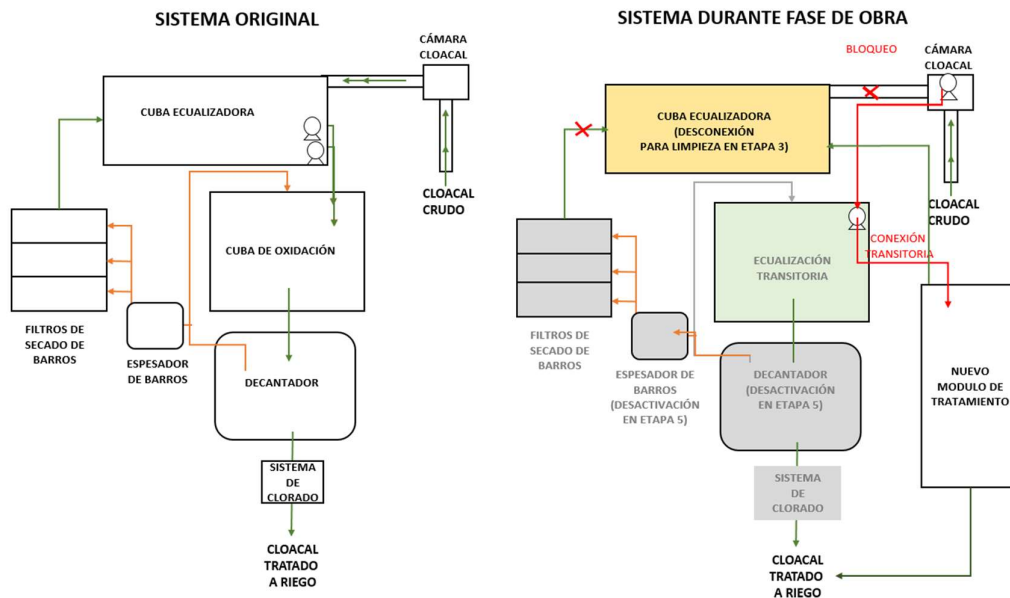 SISTEMA ORIGINAL
CÁMARA
CLOACAL
CUBA ECUALIZADORA
CLOACAL
CRUDO
CUBA DE OXIDACIÓN
FILTROS DE
SECADO DE
BARROS
ESPESADOR
DE BARROS
DECANTADOR
SISTEMA
DE
CLORADO
CLOACAL
TRATADO
A RIEGO
SISTEMA DURANTE FASE DE OBRA
BLOQUEO
CÁMARA
CLOACAL
CUBA ECUALIZADORA
(DESCONEXIÓN
PARA LIMPIEZA EN ETAPA 3)
CLOACAL
CRUDO
CONEXIÓN
TRANSITORIA
ECUALIZACIÓN
TRANSITORIA
FILTROS DE
SECADO DE
BARROS
ESPESADOR DE
BARROS
(DESACTIVACIÓN
EN ETAPA 5)
DECANTADOR
(DESACTIVACIÓN
EN ETAPA 5)
NUEVO
MODULO DE
TRATAMIENTO
SISTEMA
DE
CLORADO
CLOACAL
TRATADO
A RIEGO